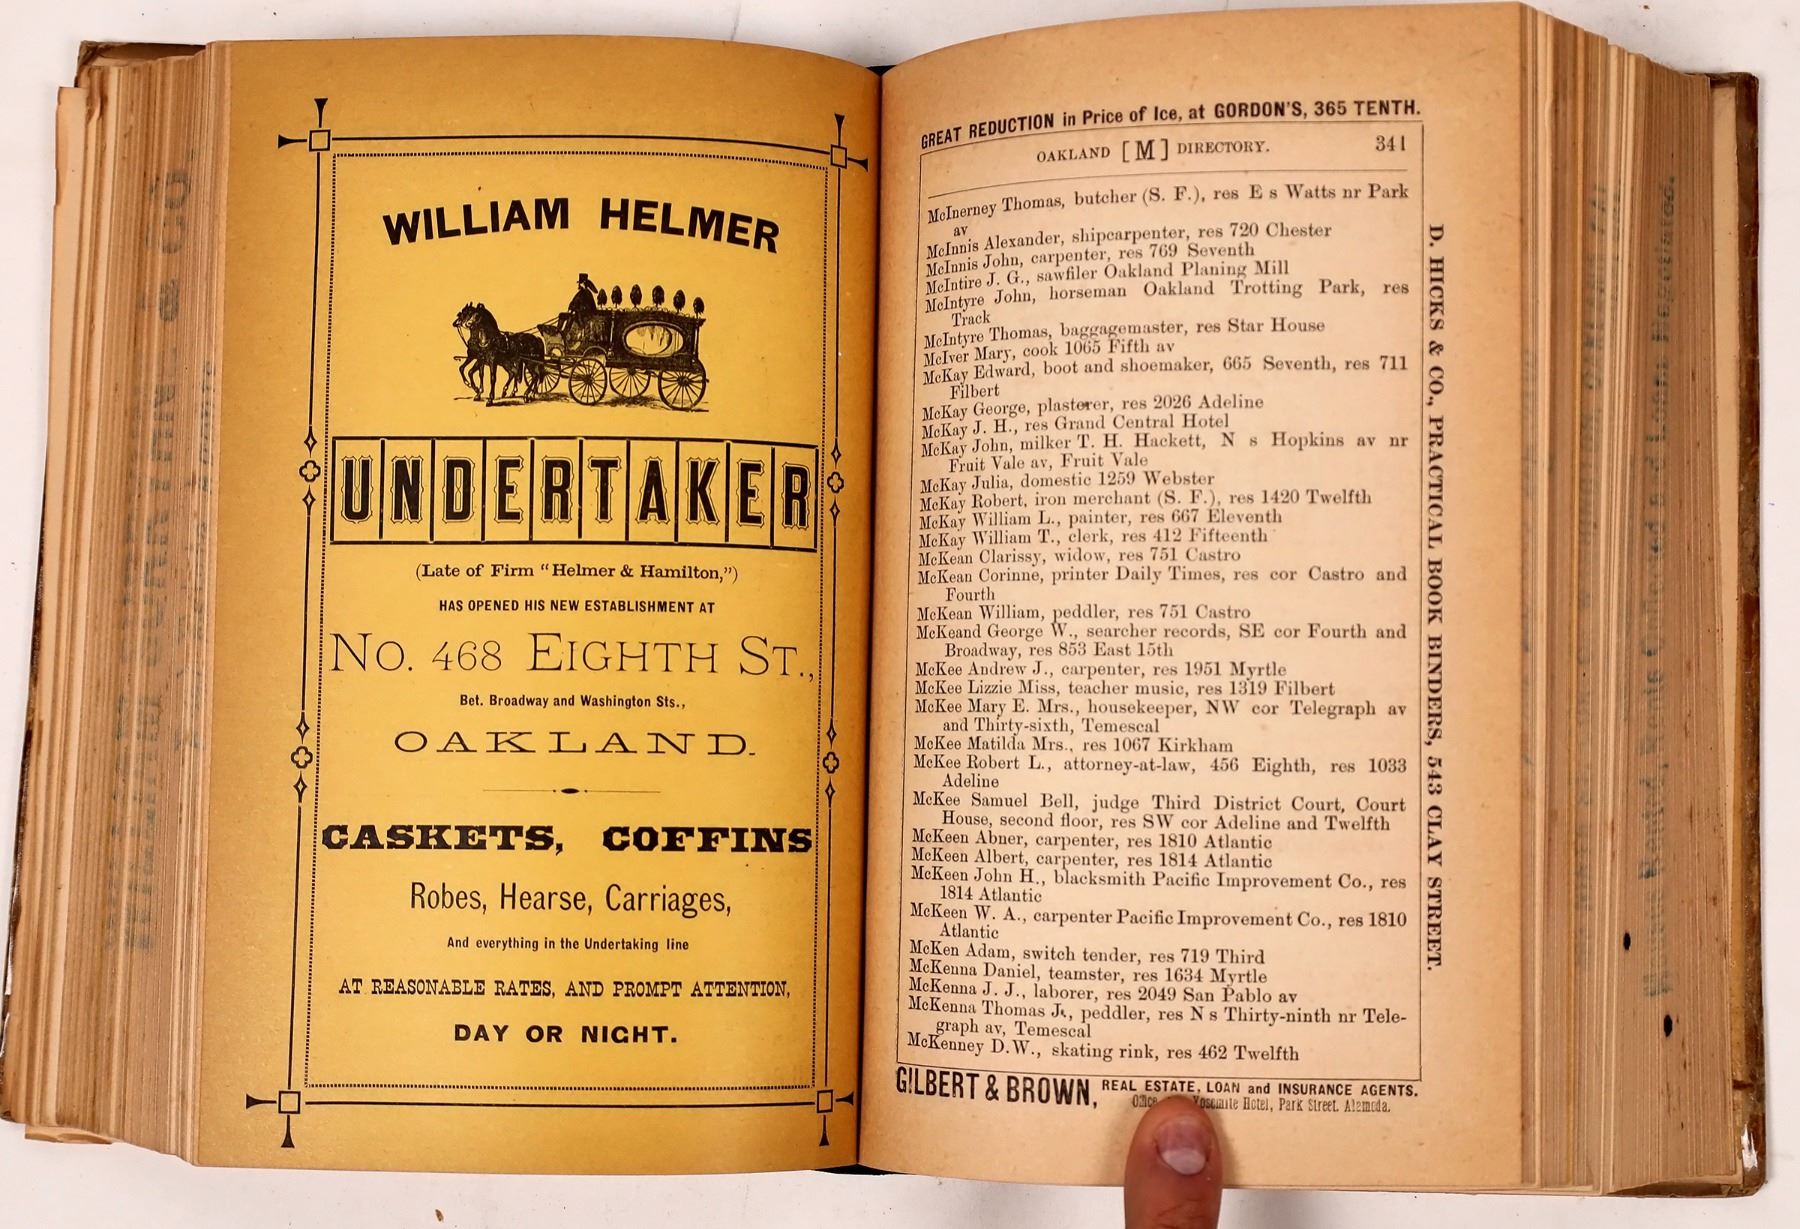 WILLIAM HELMER
UNDERTAKER
(Late of Firm "Helmer & Hamilton,")
HAS OPENED HIS NEW ESTABLISHMENT AT
No. 468 EIGHTH ST.,
Bet. Broadway and Washington Sts.,
OAKLAND.
CASKETS, COFFINS
Robes, Hearse, Carriages,
And everything in the Undertaking line
AT REASONABLE RATES, AND PROMPT ATTENTION,
DAY OR NIGHT.
GREAT REDUCTION in Price of Ice, at GORDON'S, 365 TENTH.
OAKLAND [M] DIRECTORY. 341
McInerney Thomas, butcher (S. F.), res E s Watts nr Park
av
McInnis Alexander, shipcarpenter, res 720 Chester
McInnis John, carpenter, res 769 Seventh
McIntire J. G., sawfiler Oakland Planing Mill
McIntyre John, horseman Oakland Trotting Park, res
Track
McIntyre Thomas, baggagemaster, res Star House
McIver Mary, cook 1065 Fifth av
McKay Edward, boot and shoemaker, 665 Seventh, res 711
Filbert
McKay George, plasterer, res 2026 Adeline
McKay J. H., res Grand Central Hotel
McKay John, milker T. H. Hackett, N s Hopkins av nr
Fruit Vale av, Fruit Vale
McKay Julia, domestic 1259 Webster
McKay Robert, iron merchant (S. F.), res 1420 Twelfth
McKay William L., painter, res 667 Eleventh
McKay William T., clerk, res 412 Fifteenth
McKean Clarissy, widow, res 751 Castro
McKean Corinne, printer Daily Times, res cor Castro and
Fourth
McKean William, peddler, res 751 Castro
McKeand George W., searcher records, SE cor Fourth and
Broadway, res 853 East 15th
McKee Andrew J., carpenter, res 1951 Myrtle
McKee Lizzie Miss, teacher music, res 1319 Filbert
McKee Mary E. Mrs., housekeeper, NW cor Telegraph av
and Thirty-sixth, Temescal
McKee Matilda Mrs., res 1067 Kirkham
McKee Robert L., attorney-at-law, 456 Eighth, res 1033
Adeline
McKee Samuel Bell, judge Third District Court, Court
House, second floor, res SW cor Adeline and Twelfth
McKeen Abner, carpenter, res 1810 Atlantic
McKeen Albert, carpenter, res 1814 Atlantic
McKeen John H., blacksmith Pacific Improvement Co., res
1814 Atlantic
McKeen W. A., carpenter Pacific Improvement Co., res 1810
Atlantic
McKen Adam, switch tender, res 719 Third
McKenna Daniel, teamster, res 1634 Myrtle
McKenna J. J., laborer, res 2049 San Pablo av
McKenna Thomas J., peddler, res N s Thirty-ninth nr Tele-
graph av, Temescal
McKenney D. W., skating rink, res 462 Twelfth
GILBERT & BROWN, REAL ESTATE, LOAN and INSURANCE AGENTS.
Office Yosemite Hotel, Park Street, Alameda.
D. HICKS & CO., PRACTICAL BOOK BINDERS, 543 CLAY STREET.